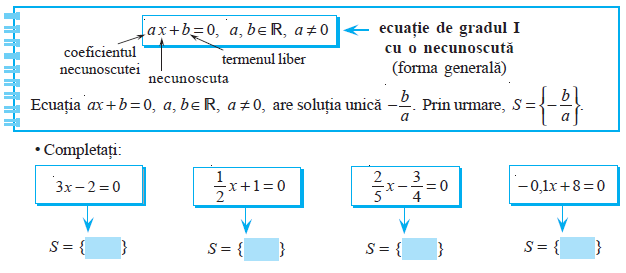 ax + b = 0, a, b ∈ ℝ, a ≠ 0
ecuație de gradul I
cu o necunoscută
(forma generală)
coeficientul
necunoscutei
necunoscuta
termenul liber
Ecuația ax + b = 0, a, b ∈ ℝ, a ≠ 0, are soluția unică −b/a. Prin urmare, S = {−b/a}.
• Completați:
3x − 2 = 0
1/2 x + 1 = 0
2/5 x − 3/4 = 0
−0,1x + 8 = 0
S = { }
S = { }
S = { }
S = { }